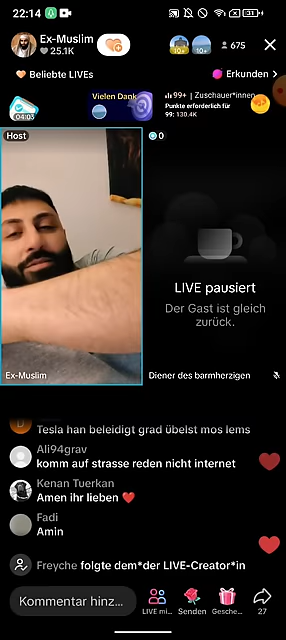 22:14
Ex-Muslim
25.1K
10+
10+
675
Beliebte LIVEs
Erkunden >
04:03
Vielen Dank
99+ | Zuschauer*innen
Punkte erforderlich für
99: 130.4K
Host
0
LIVE pausiert
Der Gast ist gleich
zurück.
Ex-Muslim
Diener des barmherzigen
Tesla han beleidigt grad übelst mos lems
Ali94grav
komm auf strasse reden nicht internet
Kenan Tuerkan
Amen ihr lieben ❤️
Fadi
Amin
Freyche folgte dem*der LIVE-Creator*in
Kommentar hinz...
LIVE mi...
Senden
Gesche...
27